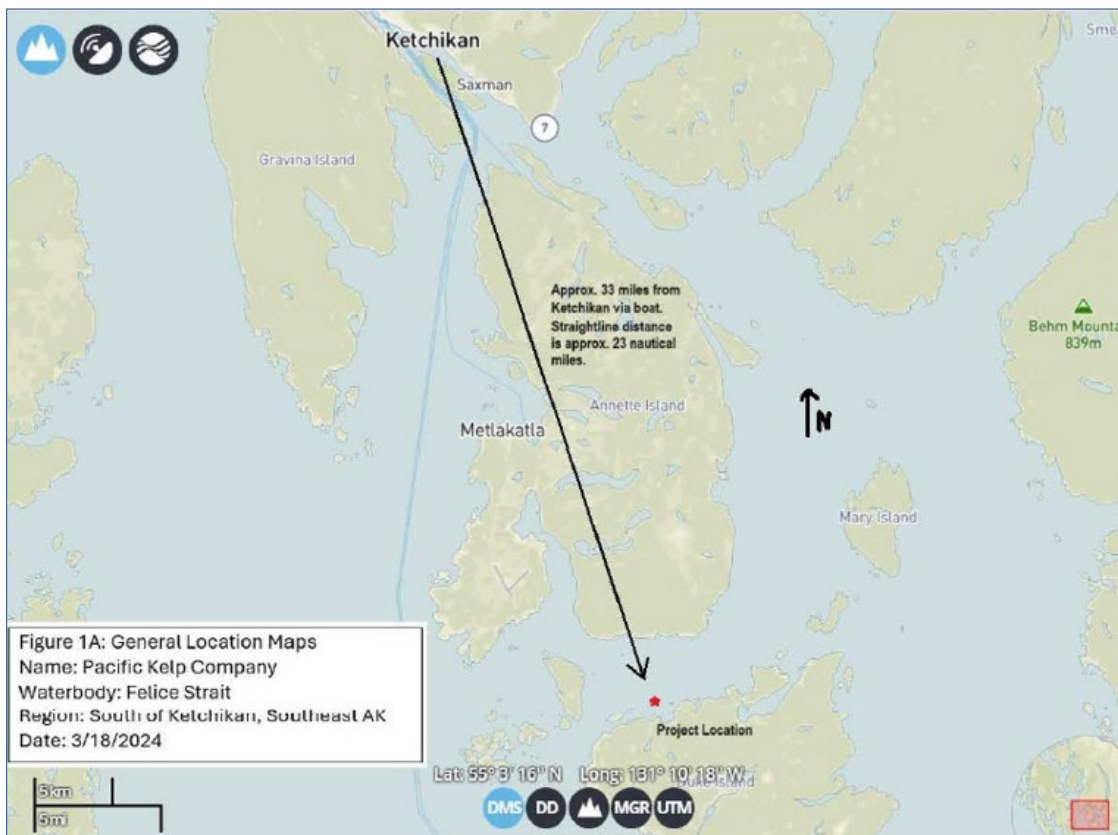 Ketchikan
Smea
Saxman
7
Gravina Island
Approx. 33 miles from
Ketchikan via boat.
Straightline distance
is approx. 23 nautical
miles.
Behm Mounta
839m
Annette Island
N
Metlakatla
Mary Island
Figure 1A: General Location Maps
Name: Pacific Kelp Company
Waterbody: Felice Strait
Region: South of Ketchikan, Southeast AK
Date: 3/18/2024
Project Location
Lat: 55° 3' 16" N Long: 131° 10' 18" W
Duke Island
5km
5mi
DMS DD MGR UTM